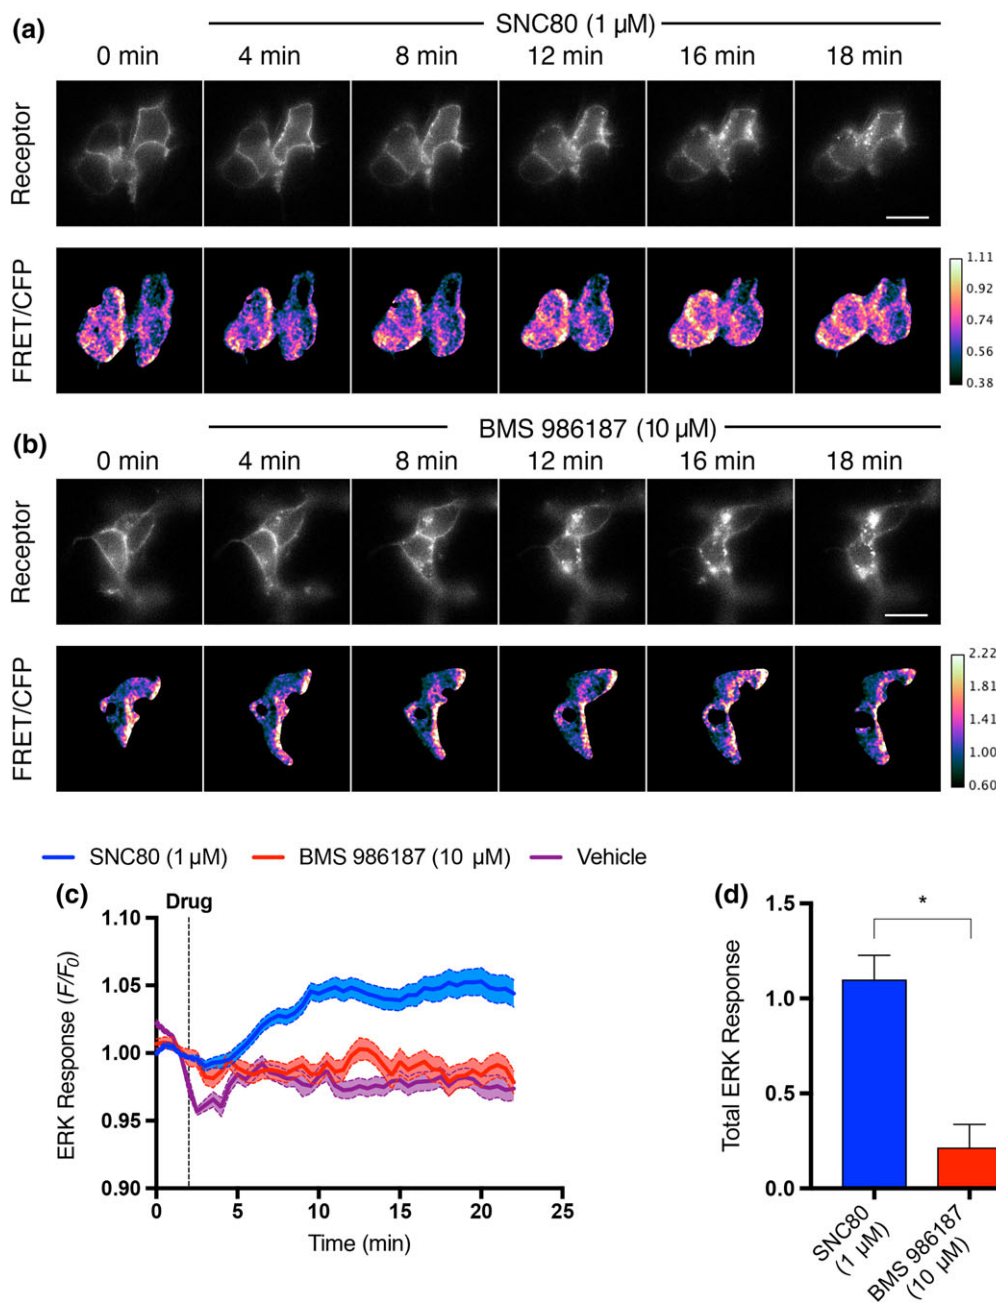 (a)
SNC80 (1 µM)
0 min 4 min 8 min 12 min 16 min 18 min
Receptor
FRET/CFP
1.11
0.92
0.74
0.56
0.38
(b)
BMS 986187 (10 µM)
0 min 4 min 8 min 12 min 16 min 18 min
Receptor
FRET/CFP
2.22
1.81
1.41
1.00
0.60
SNC80 (1 µM) BMS 986187 (10 µM) Vehicle
(c)
Drug
ERK Response (F/F0)
1.10
1.05
1.00
0.95
0.90
0 5 10 15 20 25
Time (min)
(d)
*
Total ERK Response
1.5
1.0
0.5
0.0
SNC80
(1 µM)
BMS 986187
(10 µM)